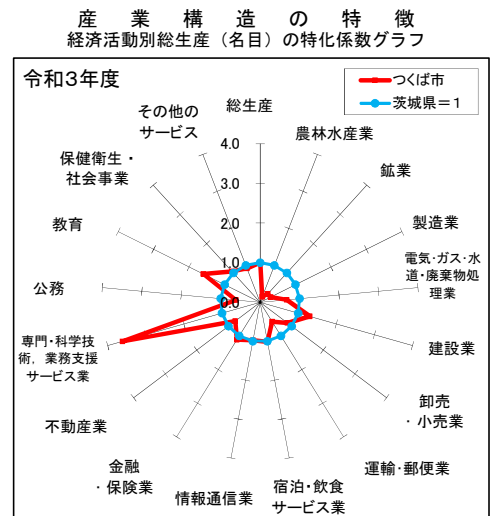 産業構造の特徴
経済活動別総生産（名目）の特化係数グラフ
令和3年度
つくば市
茨城県＝1
総生産
農林水産業
鉱業
製造業
電気･ガス･水
道･廃棄物処
理業
建設業
卸売
・小売業
運輸･郵便業
宿泊･飲食
サービス業
情報通信業
金融
・保険業
不動産業
専門・科学技
術，業務支援
サービス業
公務
教育
保健衛生・
社会事業
その他の
サービス
4.0
3.0
2.0
1.0
0.0